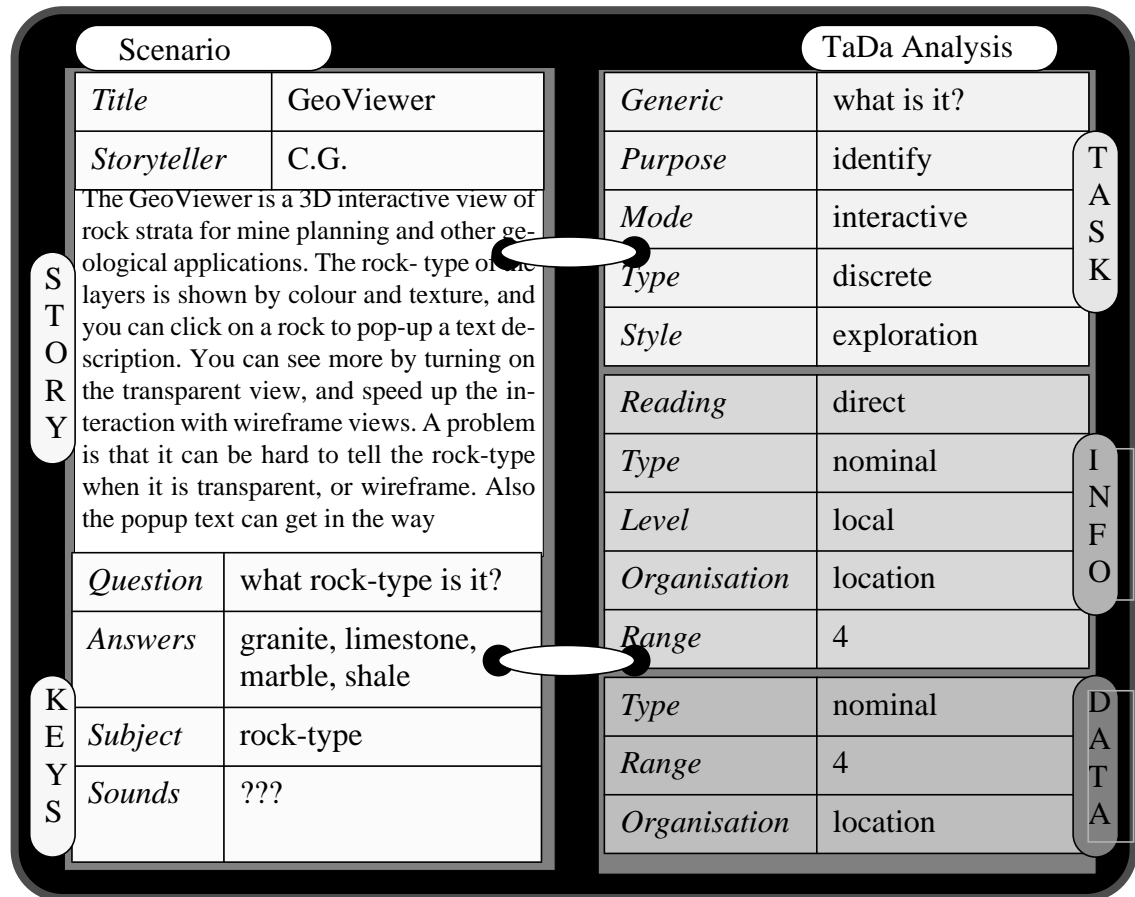 Scenario
Title GeoViewer
Storyteller C.G.
The GeoViewer is a 3D interactive view of
rock strata for mine planning and other ge-
ological applications. The rock- type of the
layers is shown by colour and texture, and
you can click on a rock to pop-up a text de-
scription. You can see more by turning on
the transparent view, and speed up the in-
teraction with wireframe views. A problem
is that it can be hard to tell the rock-type
when it is transparent, or wireframe. Also
the popup text can get in the way
STORY
Question what rock-type is it?
Answers granite, limestone,
marble, shale
Subject rock-type
Sounds ???
KEYS
TaDa Analysis
Generic what is it?
Purpose identify
Mode interactive
Type discrete
Style exploration
TASK
Reading direct
Type nominal
Level local
Organisation location
Range 4
INFO
Type nominal
Range 4
Organisation location
DATA